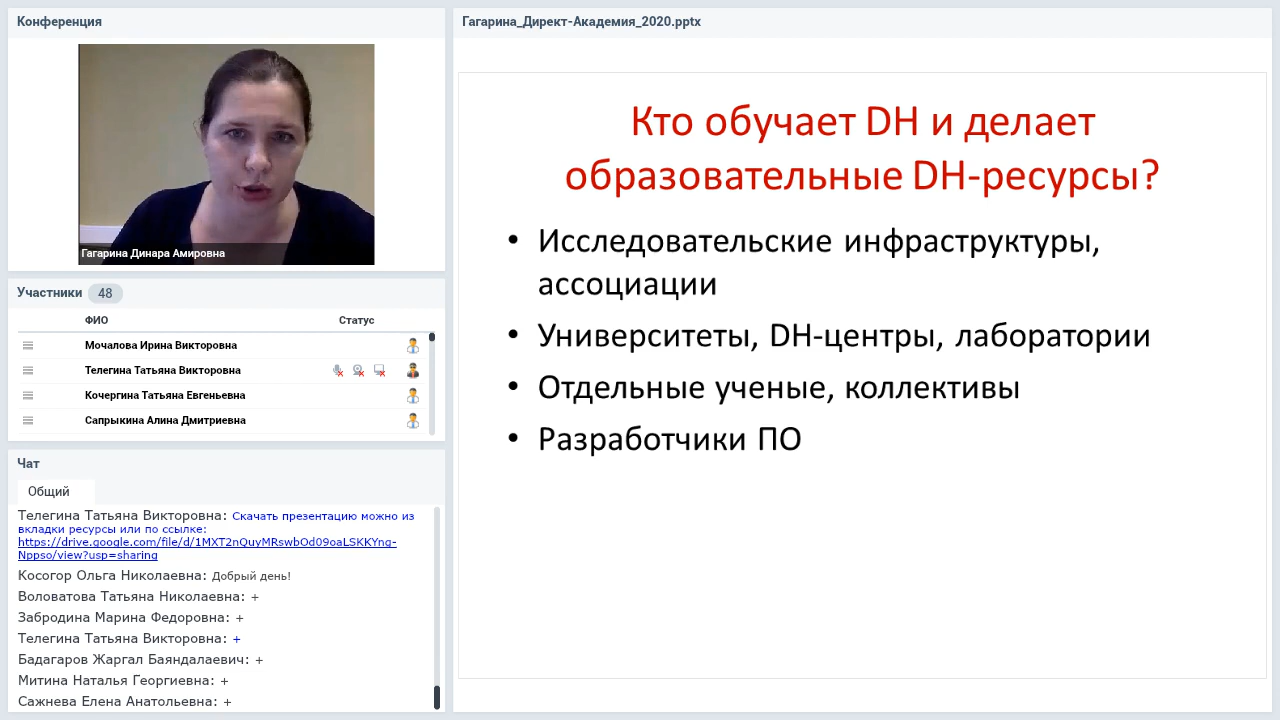 Конференция
Гагарина Динара Амировна
Участники 48
ФИО Статус
Мочалова Ирина Викторовна
Телегина Татьяна Викторовна
Кочергина Татьяна Евгеньевна
Сапрыкина Алина Дмитриевна
Чат
Общий
Телегина Татьяна Викторовна: Скачать презентацию можно из
вкладки ресурсы или по ссылке:
https://drive.google.com/file/d/1MXT2nQuyMRswbOd09oaLSKKYng-
Nppso/view?usp=sharing
Косогор Ольга Николаевна: Добрый день!
Воловатова Татьяна Николаевна: +
Забродина Марина Федоровна: +
Телегина Татьяна Викторовна: +
Бадагаров Жаргал Баяндалаевич: +
Митина Наталья Георгиевна: +
Сажнева Елена Анатольевна: +
Гагарина_Директ-Академия_2020.pptx
Кто обучает DH и делает
образовательные DH-ресурсы?
• Исследовательские инфраструктуры,
ассоциации
• Университеты, DH-центры, лаборатории
• Отдельные ученые, коллективы
• Разработчики ПО